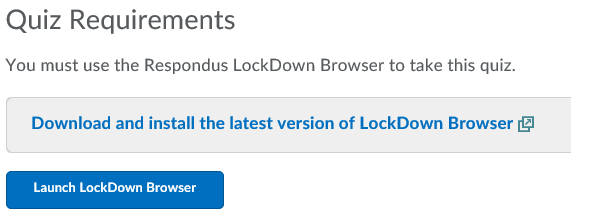 Quiz Requirements
You must use the Respondus LockDown Browser to take this quiz.
Download and install the latest version of LockDown Browser
Launch LockDown Browser